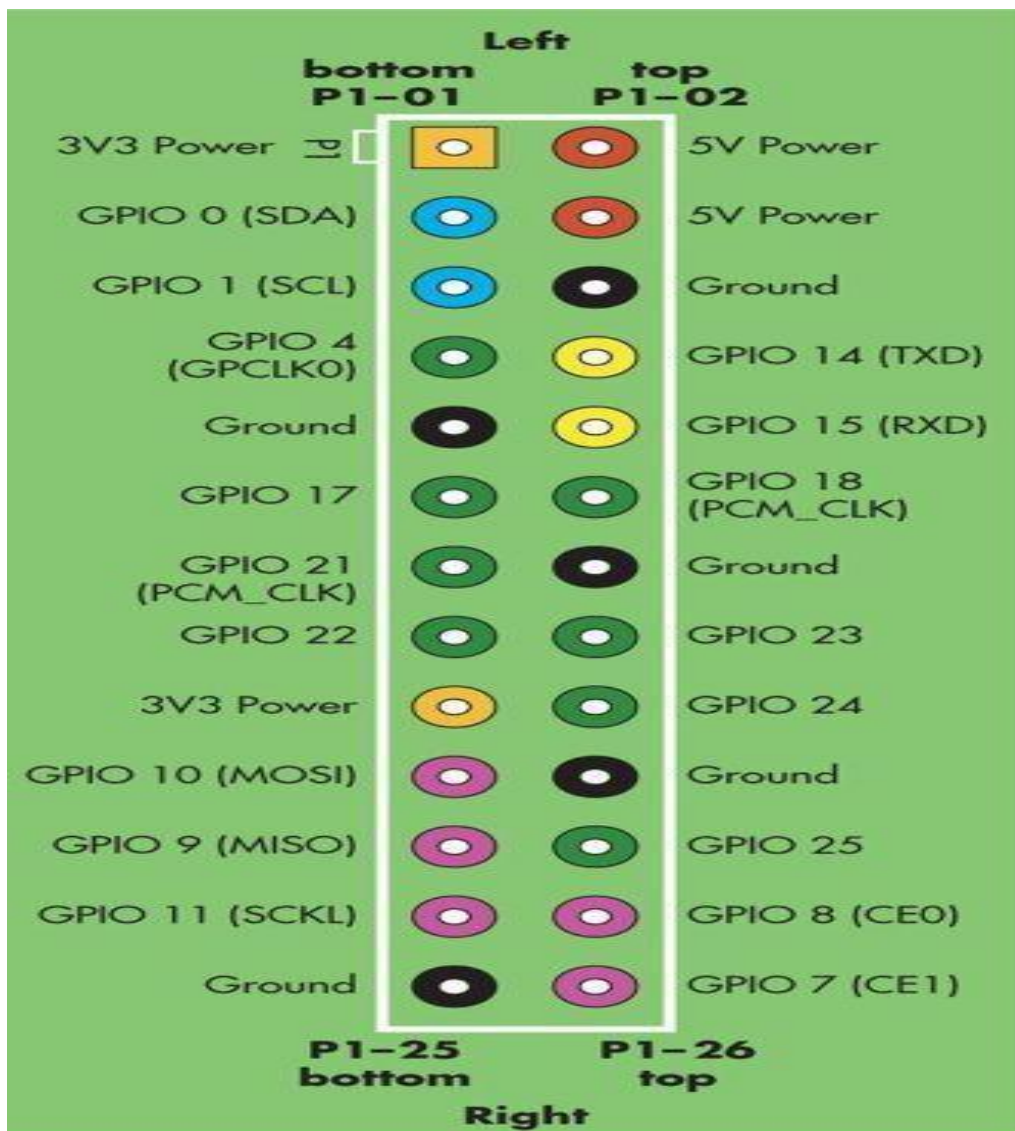 Left
bottom top
P1-01 P1-02
3V3 Power P1 5V Power
GPIO 0 (SDA) 5V Power
GPIO 1 (SCL) Ground
GPIO 4
(GPCLK0) GPIO 14 (TXD)
Ground GPIO 15 (RXD)
GPIO 17 GPIO 18
(PCM_CLK)
GPIO 21
(PCM_CLK) Ground
GPIO 22 GPIO 23
3V3 Power GPIO 24
GPIO 10 (MOSI) Ground
GPIO 9 (MISO) GPIO 25
GPIO 11 (SCKL) GPIO 8 (CE0)
Ground GPIO 7 (CE1)
P1-25 P1-26
bottom top
Right